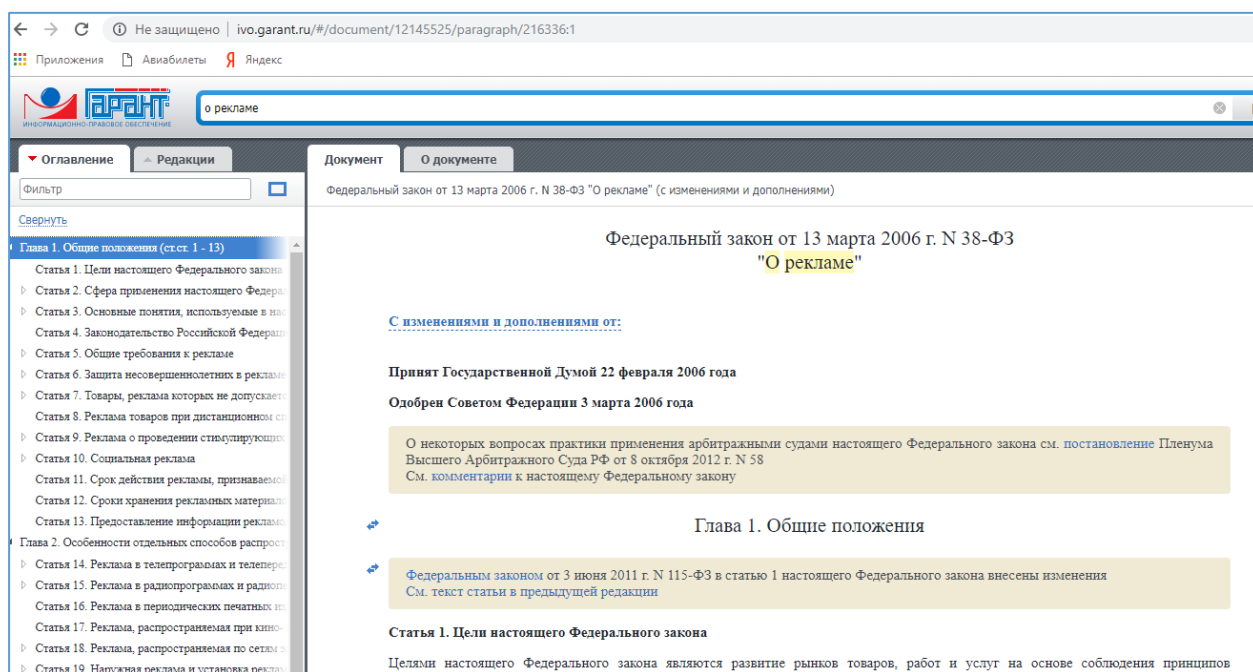 Не защищено | ivo.garant.ru/#/document/12145525/paragraph/216336:1
Приложения Авиабилеты Яндекс
ГАРАНТ
ИНФОРМАЦИОННО-ПРАВОВОЕ ОБЕСПЕЧЕНИЕ
о рекламе
Оглавление Редакции
Фильтр
Свернуть
Глава 1. Общие положения (ст.ст. 1 - 13)
Статья 1. Цели настоящего Федерального закона
Статья 2. Сфера применения настоящего Федера
Статья 3. Основные понятия, используемые в нас
Статья 4. Законодательство Российской Федерац
Статья 5. Общие требования к рекламе
Статья 6. Защита несовершеннолетних в рекламе
Статья 7. Товары, реклама которых не допускаетс
Статья 8. Реклама товаров при дистанционном с
Статья 9. Реклама о проведении стимулирующих
Статья 10. Социальная реклама
Статья 11. Срок действия рекламы, признаваемой
Статья 12. Сроки хранения рекламных материал
Статья 13. Предоставление информации рекламо
Глава 2. Особенности отдельных способов распрост
Статья 14. Реклама в телепрограммах и телепере
Статья 15. Реклама в радиопрограммах и радиоп
Статья 16. Реклама в периодических печатных и
Статья 17. Реклама, распространяемая при кино-
Статья 18. Реклама, распространяемая по сетям э
Статья 19. Наружная реклама и установка реклам
Документ О документе
Федеральный закон от 13 марта 2006 г. N 38-ФЗ "О рекламе" (с изменениями и дополнениями)
Федеральный закон от 13 марта 2006 г. N 38-ФЗ
"О рекламе"
С изменениями и дополнениями от:
Принят Государственной Думой 22 февраля 2006 года
Одобрен Советом Федерации 3 марта 2006 года
О некоторых вопросах практики применения арбитражными судами настоящего Федерального закона см. постановление Пленума
Высшего Арбитражного Суда РФ от 8 октября 2012 г. N 58
См. комментарии к настоящему Федеральному закону
Глава 1. Общие положения
Федеральным законом от 3 июня 2011 г. N 115-ФЗ в статью 1 настоящего Федерального закона внесены изменения
См. текст статьи в предыдущей редакции
Статья 1. Цели настоящего Федерального закона
Целями настоящего Федерального закона являются развитие рынков товаров, работ и услуг на основе соблюдения принципов